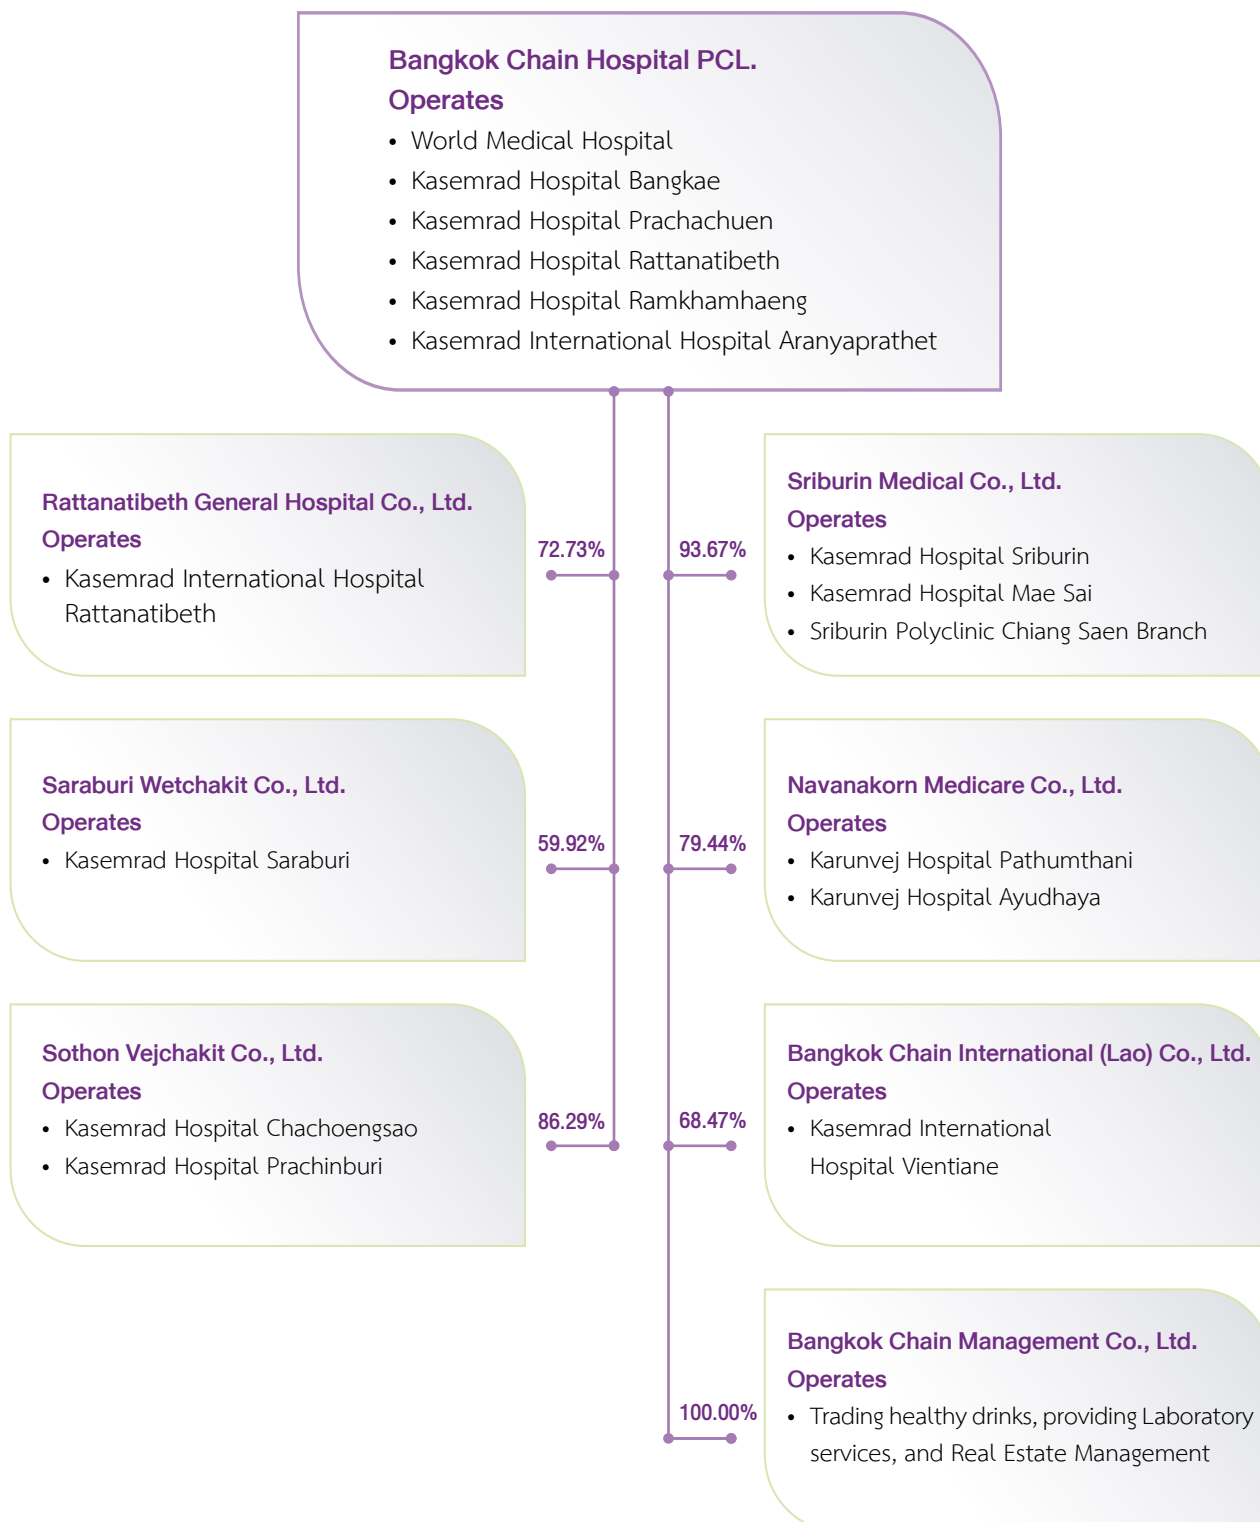 Bangkok Chain Hospital PCL.
Operates
• World Medical Hospital
• Kasemrad Hospital Bangkae
• Kasemrad Hospital Prachachuen
• Kasemrad Hospital Rattanatibeth
• Kasemrad Hospital Ramkhamhaeng
• Kasemrad International Hospital Aranyaprathet
Rattanatibeth General Hospital Co., Ltd.
Operates
• Kasemrad International Hospital
Rattanatibeth
72.73%
93.67%
Sriburin Medical Co., Ltd.
Operates
• Kasemrad Hospital Sriburin
• Kasemrad Hospital Mae Sai
• Sriburin Polyclinic Chiang Saen Branch
Saraburi Wetchakit Co., Ltd.
Operates
• Kasemrad Hospital Saraburi
59.92%
79.44%
Navanakorn Medicare Co., Ltd.
Operates
• Karunvej Hospital Pathumthani
• Karunvej Hospital Ayudhaya
Sothon Vejchakit Co., Ltd.
Operates
• Kasemrad Hospital Chachoengsao
• Kasemrad Hospital Prachinburi
86.29%
68.47%
Bangkok Chain International (Lao) Co., Ltd.
Operates
• Kasemrad International
Hospital Vientiane
100.00%
Bangkok Chain Management Co., Ltd.
Operates
• Trading healthy drinks, providing Laboratory
services, and Real Estate Management